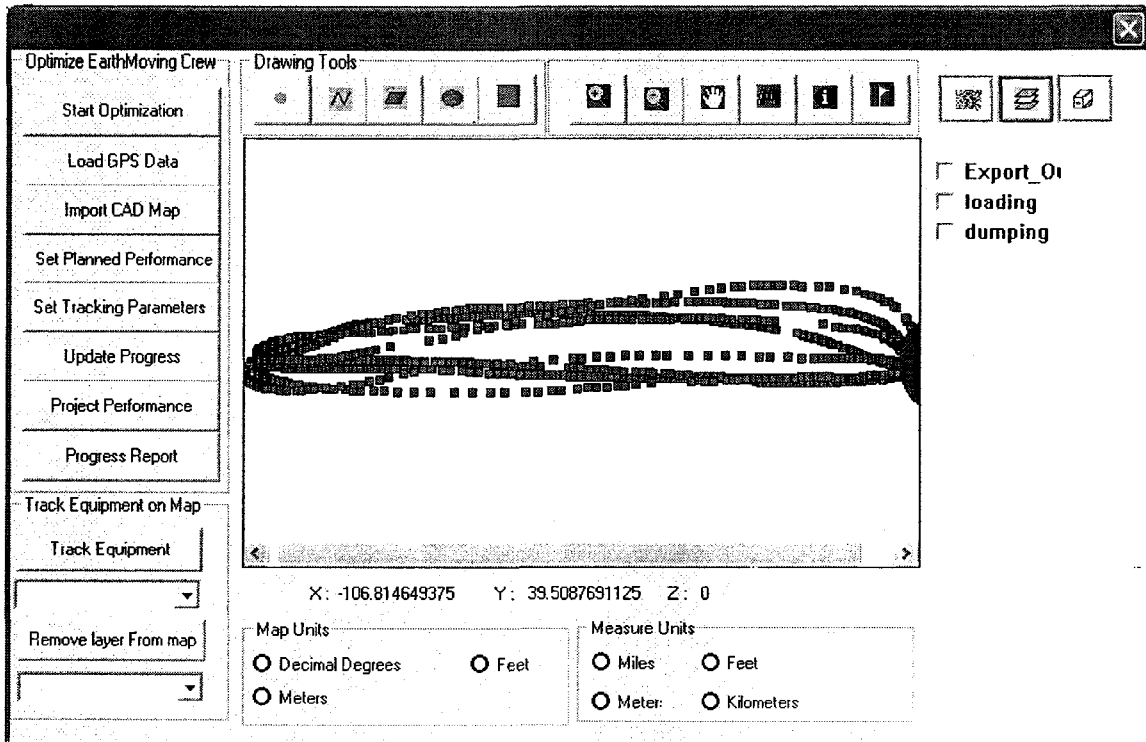 Optimize EarthMoving Crew
Start Optimization
Load GPS Data
Import CAD Map
Set Planned Performance
Set Tracking Parameters
Update Progress
Project Performance
Progress Report
Track Equipment on Map
Track Equipment
Remove layer From map
Drawing Tools
Export_Ou
loading
dumping
X: -106.814649375 Y: 39.5087691125 Z: 0
Map Units
Decimal Degrees Feet
Meters
Measure Units
Miles Feet
Meter: Kilometers